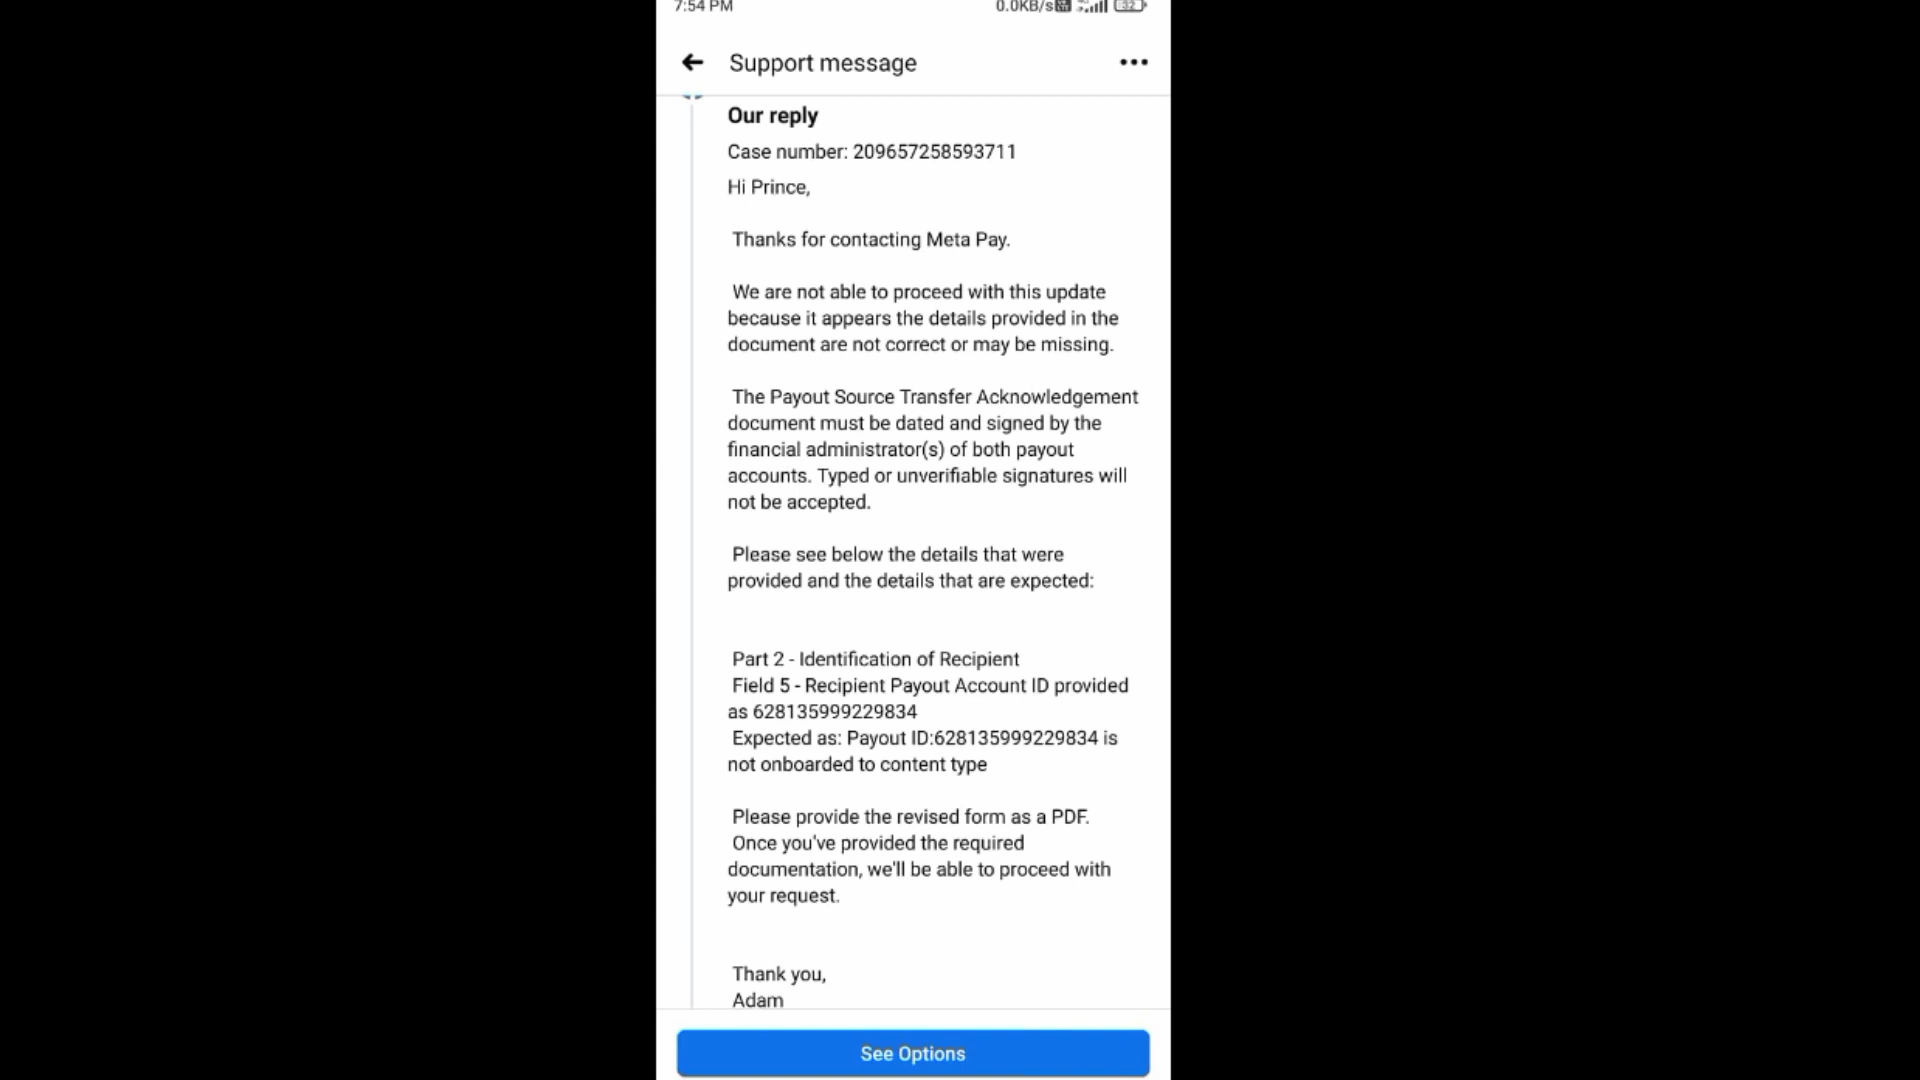 7:54 PM
0.0KB/s
32
Support message
Our reply
Case number: 209657258593711
Hi Prince,
Thanks for contacting Meta Pay.
We are not able to proceed with this update
because it appears the details provided in the
document are not correct or may be missing.
The Payout Source Transfer Acknowledgement
document must be dated and signed by the
financial administrator(s) of both payout
accounts. Typed or unverifiable signatures will
not be accepted.
Please see below the details that were
provided and the details that are expected:
Part 2 - Identification of Recipient
Field 5 - Recipient Payout Account ID provided
as 628135999229834
Expected as: Payout ID:628135999229834 is
not onboarded to content type
Please provide the revised form as a PDF.
Once you've provided the required
documentation, we'll be able to proceed with
your request.
Thank you,
Adam
See Options